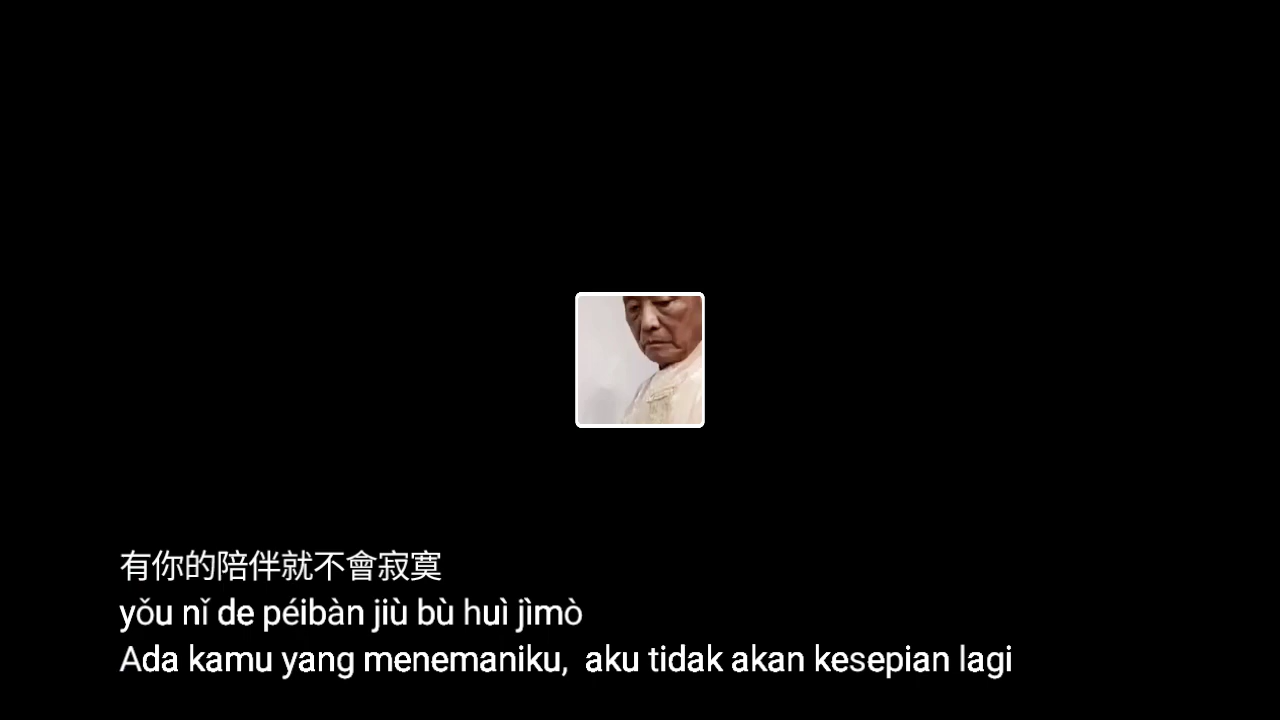 有你的陪伴就不會寂寞
yǒu nǐ de péibàn jiù bù huì jìmò
Ada kamu yang menemaniku,  aku tidak akan kesepian lagi